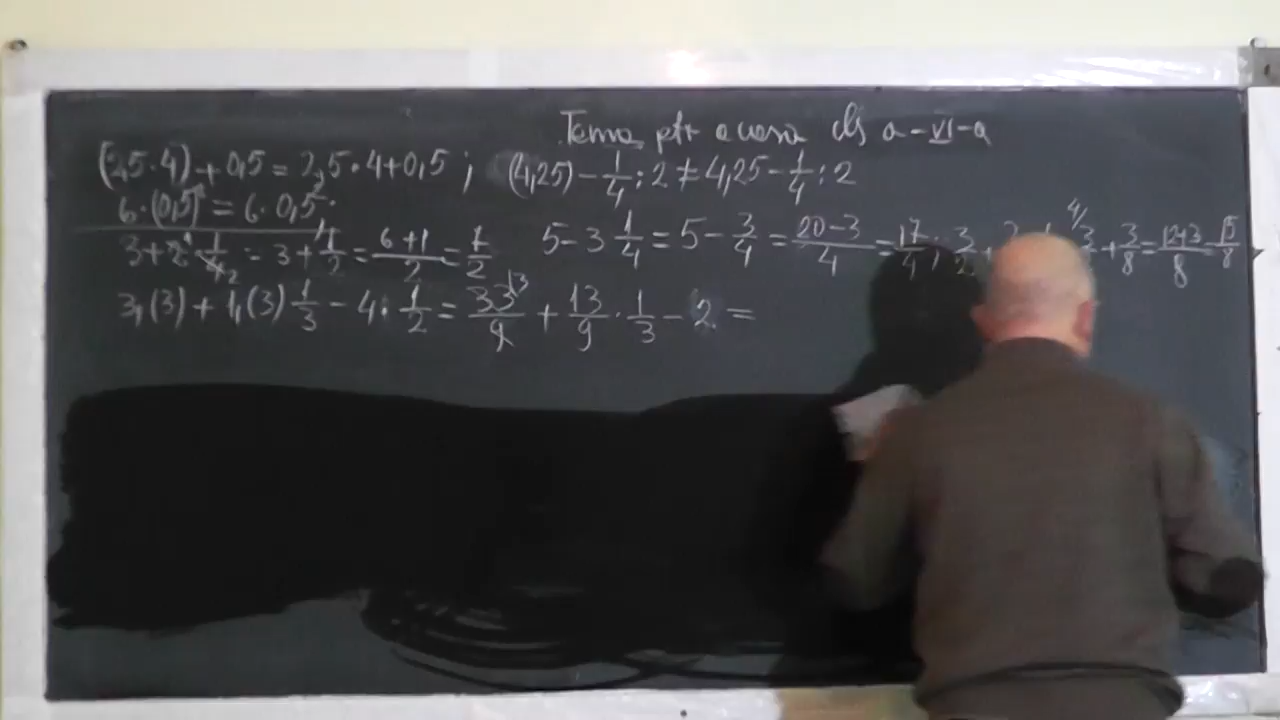 Tema ptr acasa cls a-VI-a
(2,5·4)+0,5=2,5·4+0,5; (4,25)-1/4:2≠4,25-1/4:2
6·(0,5)=6·0,5·
3+2·1/4=3+1/2=6+1/2=7/2 5-3 1/4=5-3/4=20-3/4=17/4; 3/2+ 3/ +3/8=12+3/8=15/8
3,(3)+1,(3)1/3-4:1/2=33/9+13/9·1/3-2=